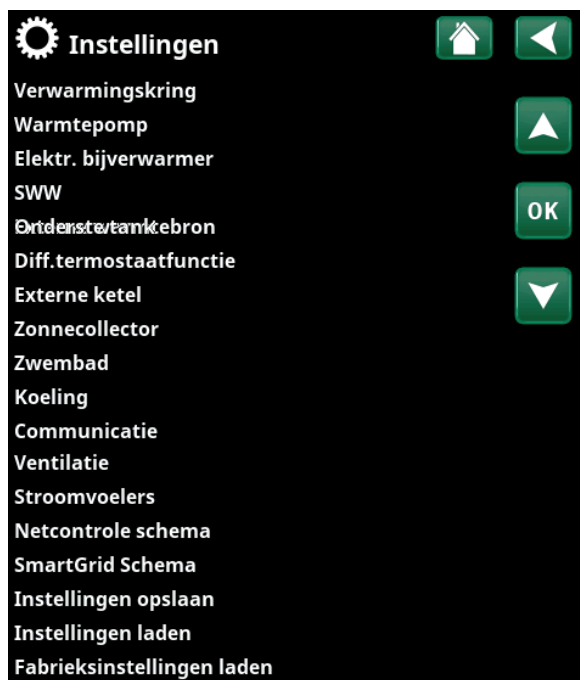 Instellingen
Verwarmingskring
Warmtepomp
Elektr. bijverwarmer
SWW
OK
Diff.termostaatfunctie
Externe ketel
Zonnecollector
Zwembad
Koeling
Communicatie
Ventilatie
Stroomvoelers
Netcontrole schema
SmartGrid Schema
Instellingen opslaan
Instellingen laden
Fabrieksinstellingen laden